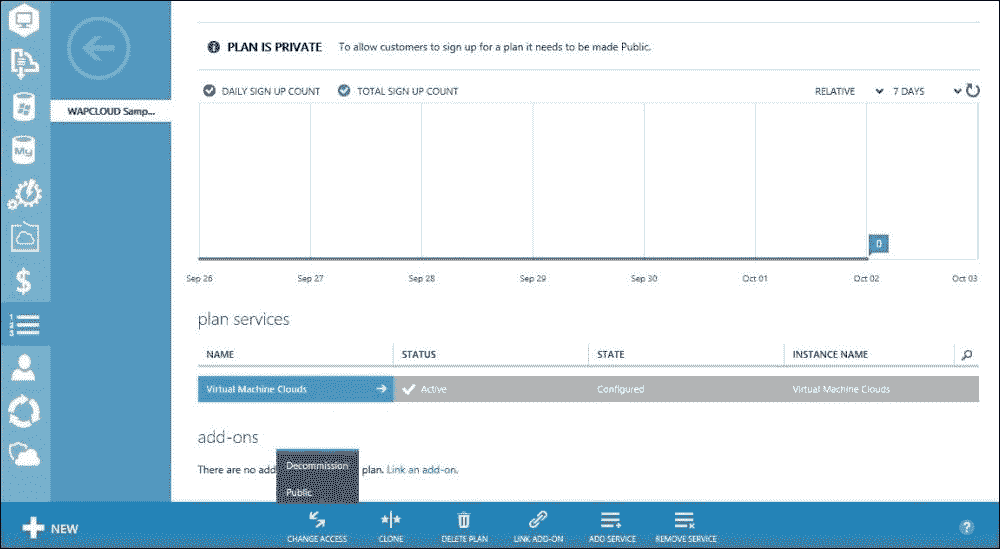 PLAN IS PRIVATE To allow customers to sign up for a plan it needs to be made Public.
WAPCLOUD Samp...
DAILY SIGN UP COUNT TOTAL SIGN UP COUNT RELATIVE 7 DAYS
My
0
Sep 26 Sep 27 Sep 28 Sep 29 Sep 30 Oct 01 Oct 02 Oct 03
$
1
2
3
plan services
NAME STATUS STATE INSTANCE NAME
Virtual Machine Clouds Active Configured Virtual Machine Clouds
add-ons
There are no add plan. Link an add-on.
Decommission
Public
NEW
CHANGE ACCESS CLONE DELETE PLAN LINK ADD-ON ADD SERVICE REMOVE SERVICE ?